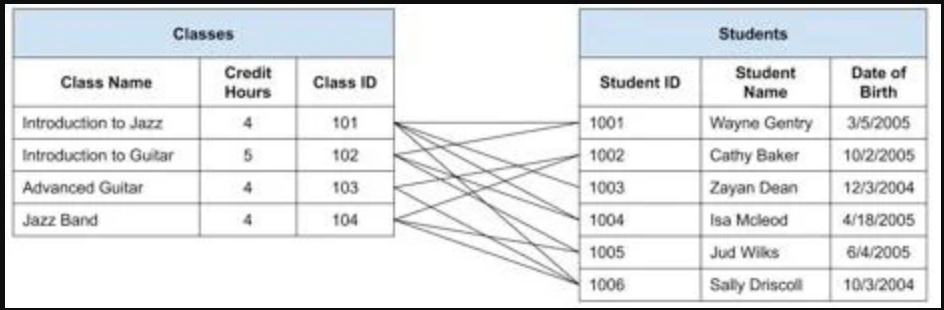 Classes
Class Name Credit Hours Class ID
Introduction to Jazz 4 101
Introduction to Guitar 5 102
Advanced Guitar 4 103
Jazz Band 4 104
Students
Student ID Student Name Date of Birth
1001 Wayne Gentry 3/5/2005
1002 Cathy Baker 10/2/2005
1003 Zayan Dean 12/3/2004
1004 Isa Mcleod 4/18/2005
1005 Jud Wilks 6/4/2005
1006 Sally Driscoll 10/3/2004